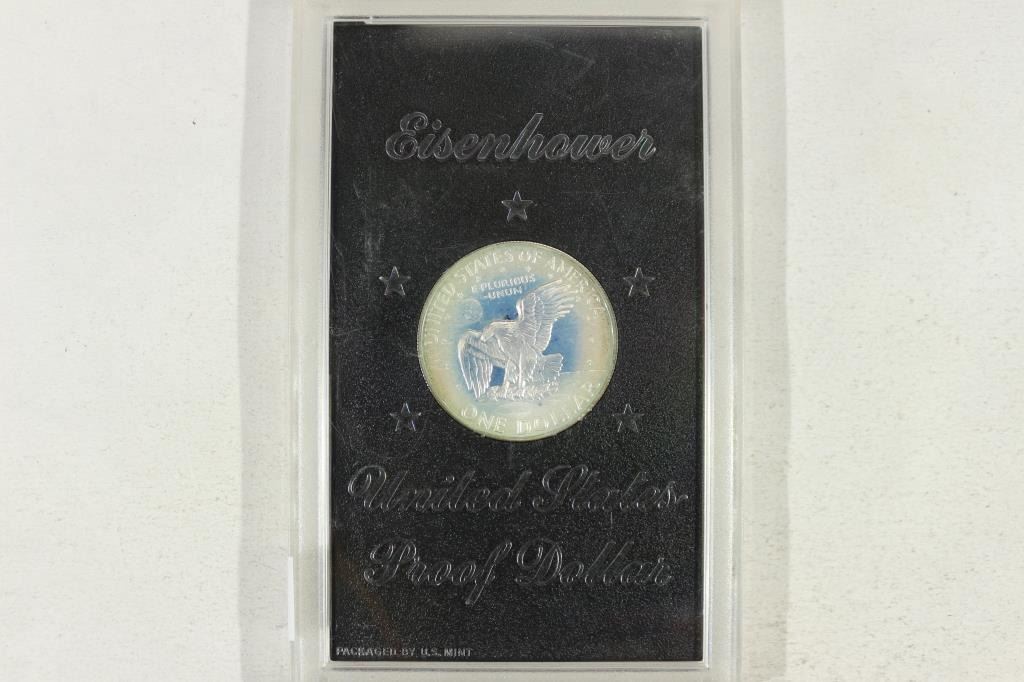 Eisenhower
UNITED STATES OF AMERICA
E PLURIBUS
UNUM
ONE DOLLAR
United States
Proof Dollar
PACKAGED BY U.S. MINT